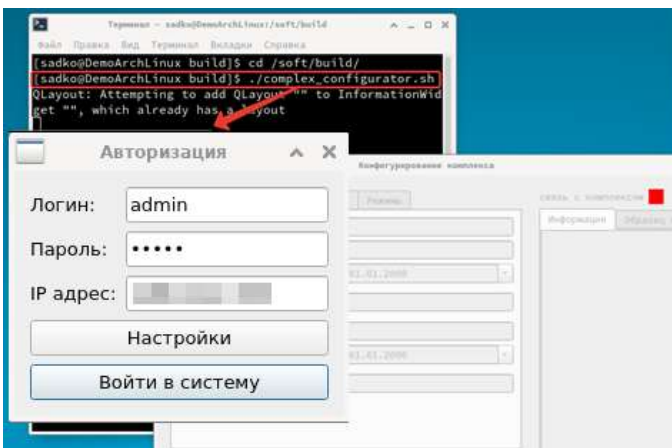 Терминал - sadko@DemoArchLinux:/soft/build
Файл Правка Вид Терминал Вкладки Справка
[sadko@DemoArchLinux build]$ cd /soft/build/
[sadko@DemoArchLinux build]$ ./complex_configurator.sh
QLayout: Attempting to add QLayout "" to InformationWid
get "", which already has a layout
Авторизация
Конфигурирование комплекса
Логин: admin
Пароль: •••••
IP адрес:
Настройки
Войти в систему
Режимы
связь с комплексом
Информация
Образец
01.01.2000
01.01.2000